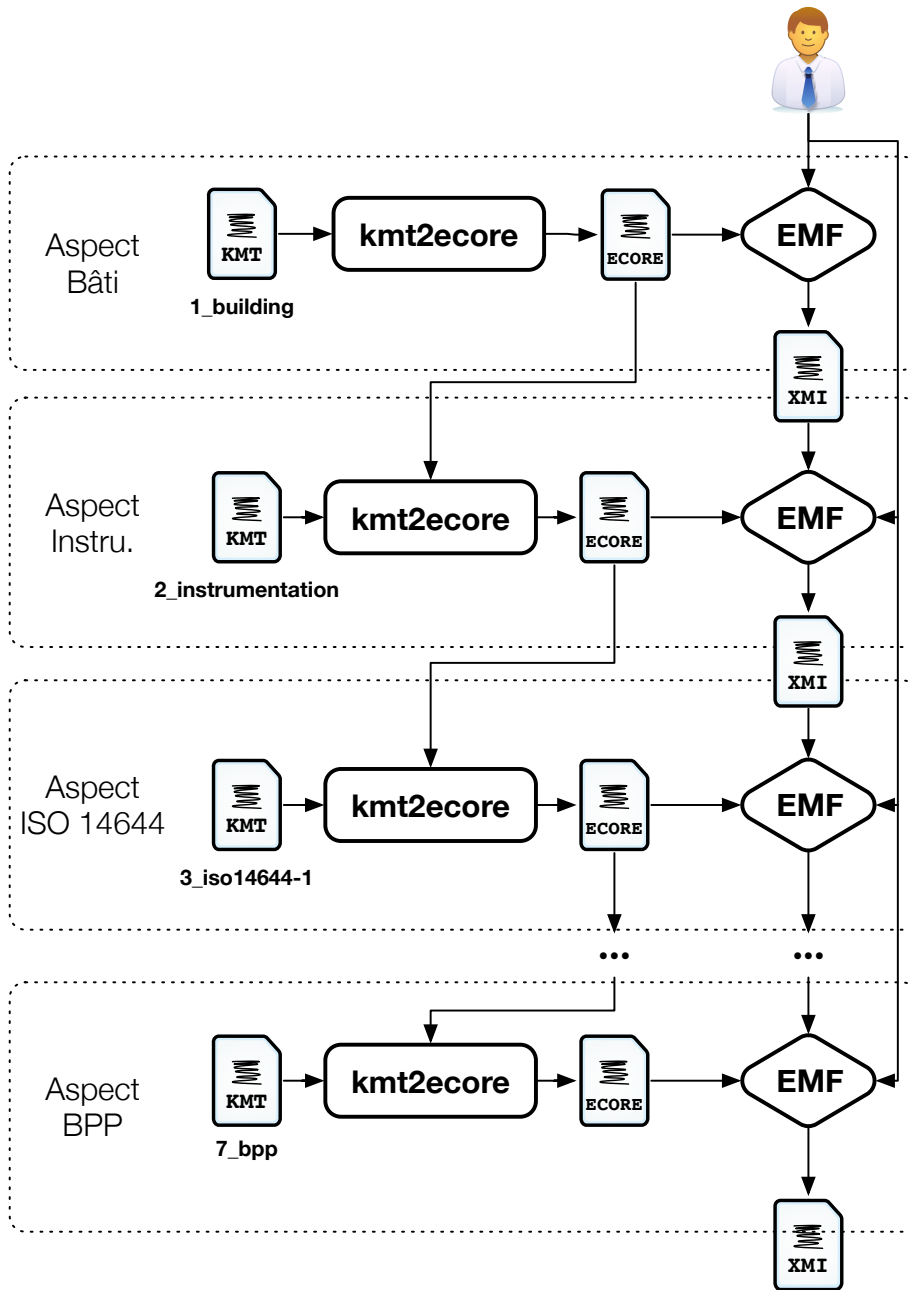 Aspect
Bâti
KMT
kmt2ecore
ECORE
EMF
1_building
XMI
Aspect
Instru.
KMT
kmt2ecore
ECORE
EMF
2_instrumentation
XMI
Aspect
ISO 14644
KMT
kmt2ecore
ECORE
EMF
3_iso14644-1
...
...
Aspect
BPP
KMT
kmt2ecore
ECORE
EMF
7_bpp
XMI